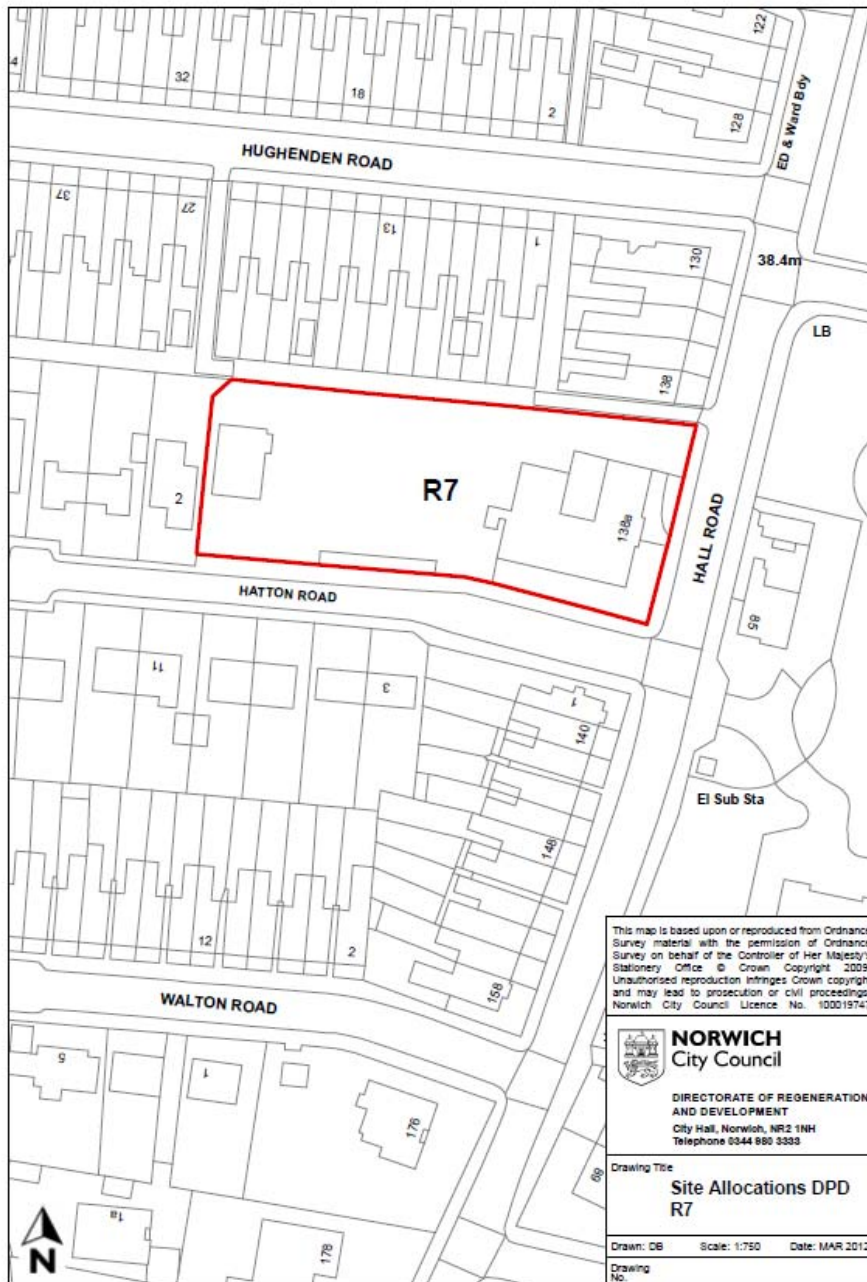 122
4
32
18
2
128
ED & Ward Bdy
HUGHENDEN ROAD
37
27
13
1
130
38.4m
LB
138
R7
2
138a
HALL ROAD
HATTON ROAD
85
11
3
1
140
El Sub Sta
148
12
2
158
WALTON ROAD
5
1
176
69
1a
178
N
This map is based upon or reproduced from Ordnance
Survey material with the permission of Ordnance
Survey on behalf of the Controller of Her Majesty's
Stationery Office © Crown Copyright 2009.
Unauthorised reproduction infringes Crown copyright
and may lead to prosecution or civil proceedings.
Norwich City Council Licence No. 100019747
NORWICH
City Council
DIRECTORATE OF REGENERATION
AND DEVELOPMENT
City Hall, Norwich, NR2 1NH
Telephone 0344 980 3333
Drawing Title
Site Allocations DPD
R7
Drawn: DB Scale: 1:750 Date: MAR 2012
Drawing
No.